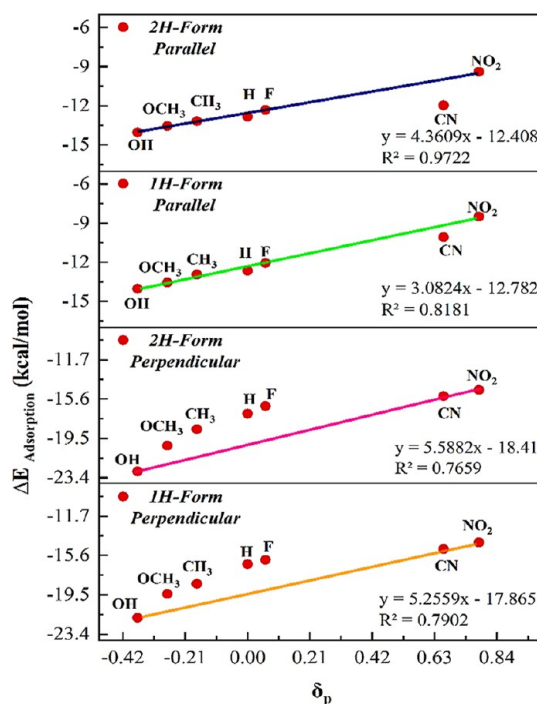 2H-Form
Parallel
-6
-9
-12
-15
OH
OCH3
CH3
H
F
CN
NO2
y = 4.3609x - 12.408
R² = 0.9722
1H-Form
Parallel
-6
-9
-12
-15
OH
OCH3
CH3
H
F
CN
NO2
y = 3.0824x - 12.782
R² = 0.8181
2H-Form
Perpendicular
-11.7
-15.6
-19.5
-23.4
OH
OCH3
CH3
H
F
CN
NO2
y = 5.5882x - 18.41
R² = 0.7659
1H-Form
Perpendicular
-11.7
-15.6
-19.5
-23.4
OH
OCH3
CH3
H
F
CN
NO2
y = 5.2559x - 17.865
R² = 0.7902
-0.42 -0.21 0.00 0.21 0.42 0.63 0.84
δp
ΔE Adsorption (kcal/mol)